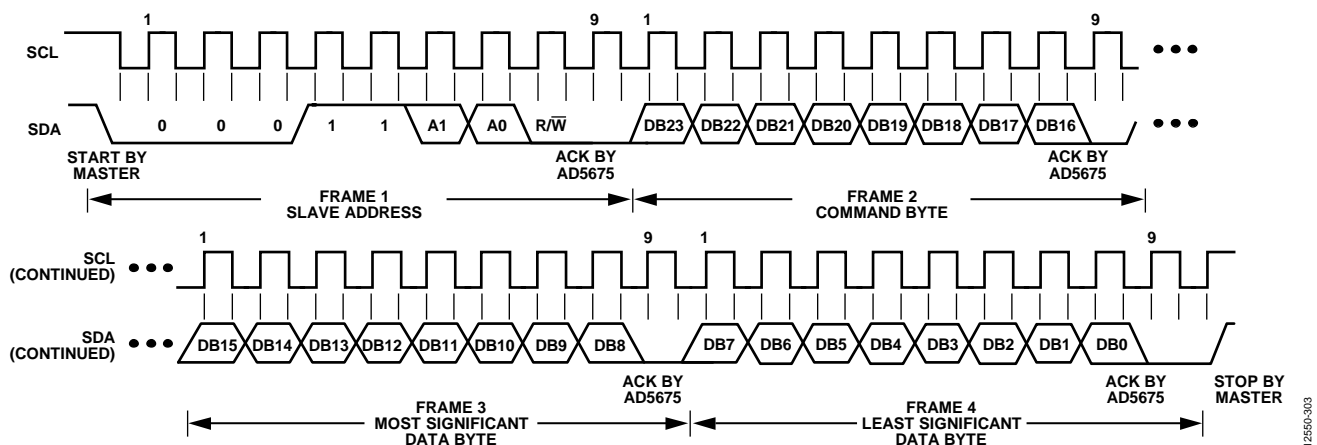 1 9 1 9
SCL
SDA 0 0 0 1 1 A1 A0 R/W̅ DB23 DB22 DB21 DB20 DB19 DB18 DB17 DB16
START BY
MASTER
ACK BY
AD5675
ACK BY
AD5675
FRAME 1
SLAVE ADDRESS
FRAME 2
COMMAND BYTE
1 9 1 9
SCL
(CONTINUED)
SDA
(CONTINUED)
DB15 DB14 DB13 DB12 DB11 DB10 DB9 DB8 DB7 DB6 DB5 DB4 DB3 DB2 DB1 DB0
ACK BY
AD5675
ACK BY
AD5675
STOP BY
MASTER
FRAME 3
MOST SIGNIFICANT
DATA BYTE
FRAME 4
LEAST SIGNIFICANT
DATA BYTE
12550-303